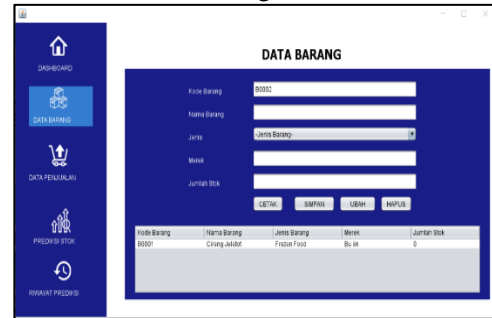 DASHBOARD
DATA BARANG
DATA PENJUALAN
PREDIKSI STOK
RIWAYAT PREDIKSI
DATA BARANG
Kode Barang B0002
Nama Barang
Jenis -Jenis Barang-
Merek
Jumlah Stok
CETAK SIMPAN UBAH HAPUS
Kode Barang Nama Barang Jenis Barang Merek Jumlah Stok
B0001 Cireng Jeletot Frozen Food Bu iin 0